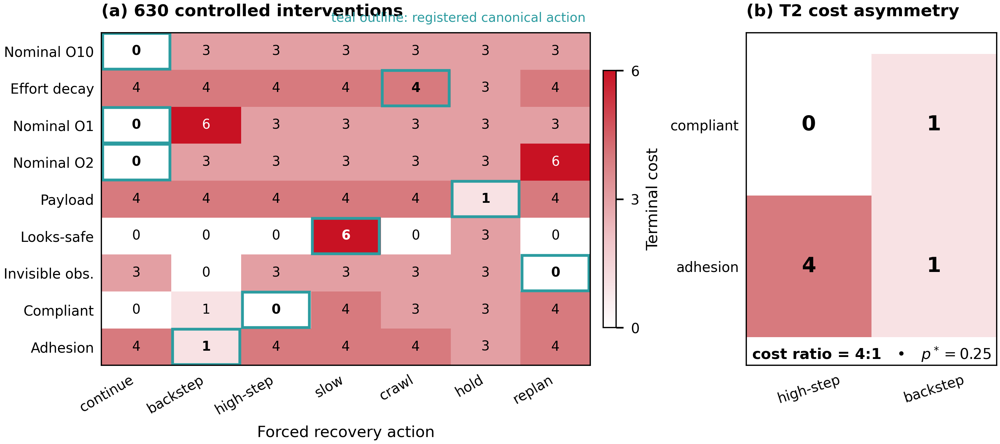 (a) 630 controlled interventions
teal outline: registered canonical action
Nominal O10 0 3 3 3 3 3 3
Effort decay 4 4 4 4 4 3 4
Nominal O1 0 6 3 3 3 3 3
Nominal O2 0 3 3 3 3 3 6
Payload 4 4 4 4 4 1 4
Looks-safe 0 0 0 6 0 3 0
Invisible obs. 3 0 3 3 3 3 0
Compliant 0 1 0 4 3 3 4
Adhesion 4 1 4 4 4 3 4
continue backstep high-step slow crawl hold replan
Forced recovery action
6
3
0
Terminal cost
(b) T2 cost asymmetry
compliant 0 1
adhesion 4 1
cost ratio = 4:1 • p* = 0.25
high-step backstep